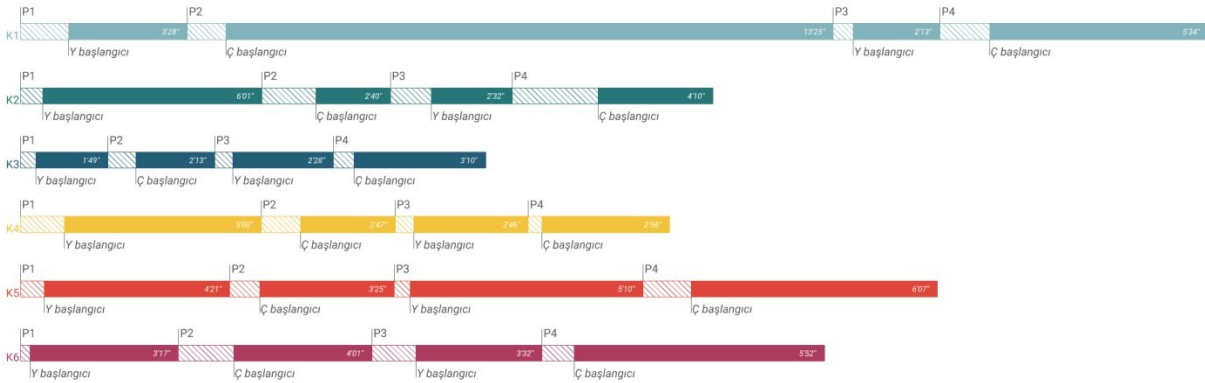 P1 P2 P3 P4
K1 3'28" 13'25" 2'13" 5'34"
Y başlangıcı Ç başlangıcı Y başlangıcı Ç başlangıcı
P1 P2 P3 P4
K2 6'01" 2'40" 2'32" 4'10"
Y başlangıcı Ç başlangıcı Y başlangıcı Ç başlangıcı
P1 P2 P3 P4
K3 1'49" 2'13" 2'28" 3'10"
Y başlangıcı Ç başlangıcı Y başlangıcı Ç başlangıcı
P1 P2 P3 P4
K4 5'00" 2'47" 2'46" 2'56"
Y başlangıcı Ç başlangıcı Y başlangıcı Ç başlangıcı
P1 P2 P3 P4
K5 4'21" 3'25" 5'10" 6'07"
Y başlangıcı Ç başlangıcı Y başlangıcı Ç başlangıcı
P1 P2 P3 P4
K6 3'17" 4'01" 3'32" 5'52"
Y başlangıcı Ç başlangıcı Y başlangıcı Ç başlangıcı